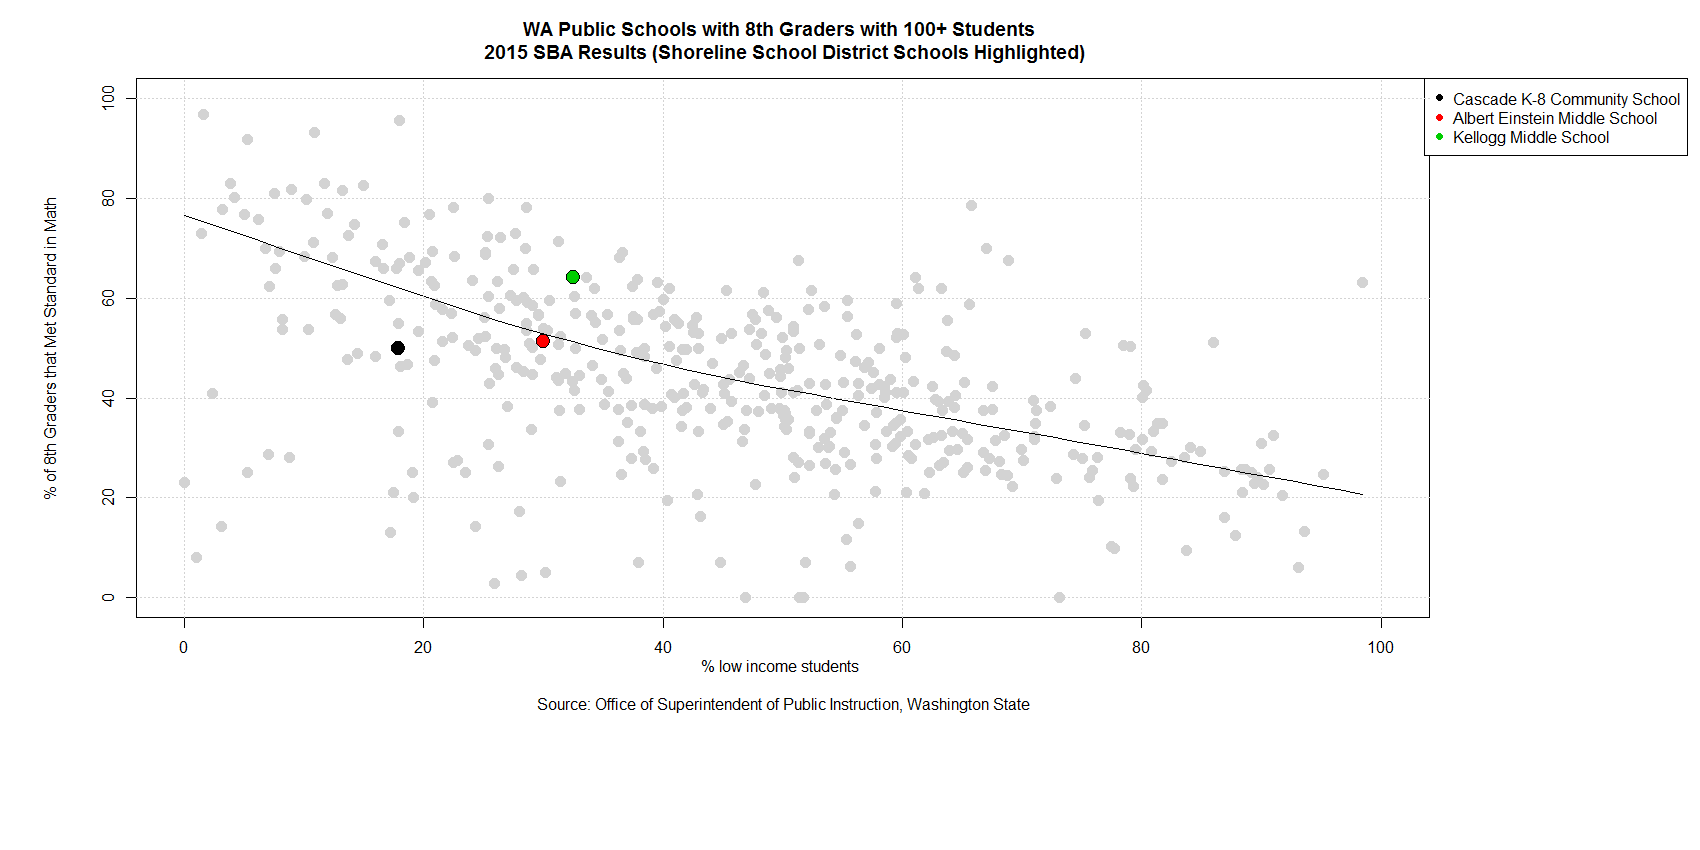 WA Public Schools with 8th Graders with 100+ Students
2015 SBA Results (Shoreline School District Schools Highlighted)
% of 8th Graders that Met Standard in Math
100
80
60
40
20
0
Cascade K-8 Community School
Albert Einstein Middle School
Kellogg Middle School
0 20 40 60 80 100
% low income students
Source: Office of Superintendent of Public Instruction, Washington State